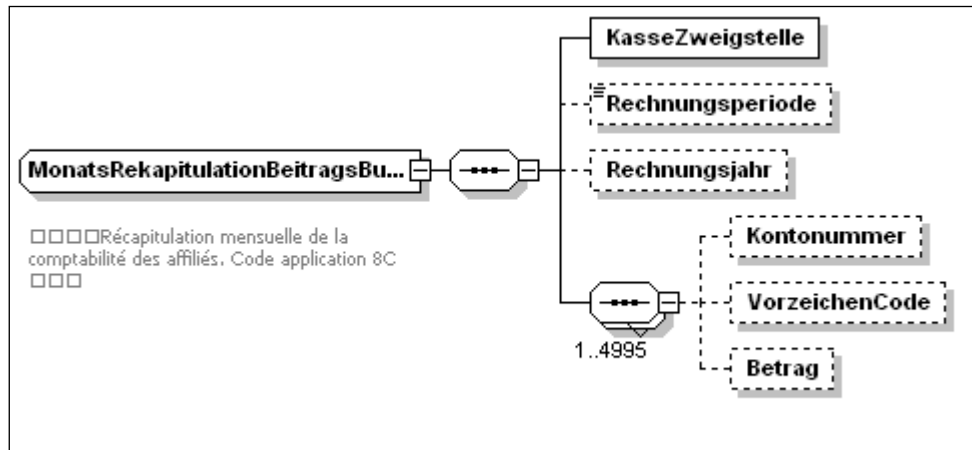 KasseZweigstelle
Rechnungsperiode
MonatsRekapitulationBeitragsBu...
Rechnungsjahr
□□□□Récapitulation mensuelle de la
comptabilité des affiliés. Code application 8C
□□□
Kontonummer
VorzeichenCode
1..4995
Betrag